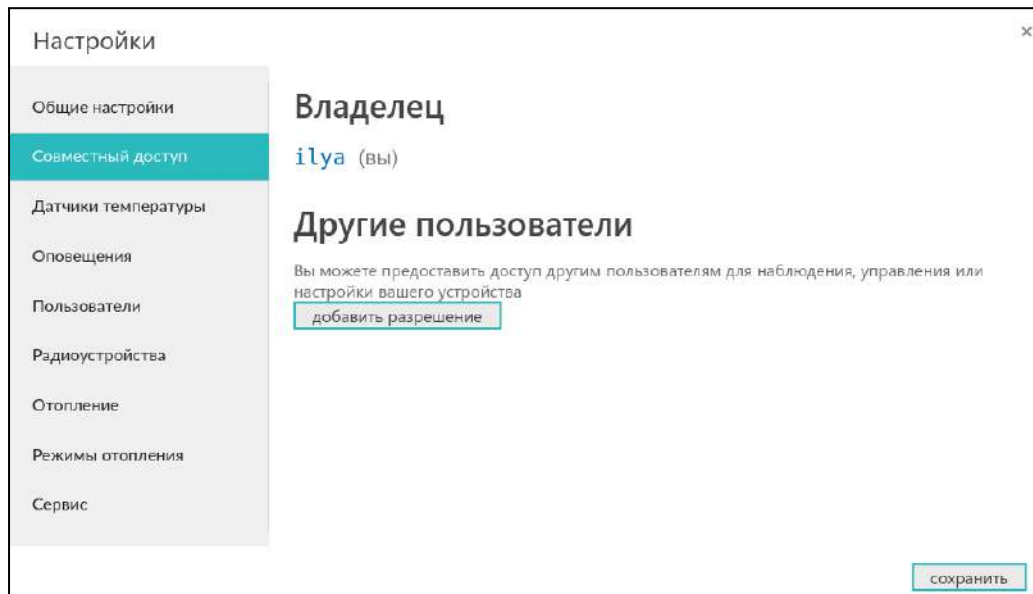 Настройки
×
Общие настройки
Совместный доступ
Датчики температуры
Оповещения
Пользователи
Радиоустройства
Отопление
Режимы отопления
Сервис
Владелец
ilya (вы)
Другие пользователи
Вы можете предоставить доступ другим пользователям для наблюдения, управления или
настройки вашего устройства
добавить разрешение
сохранить